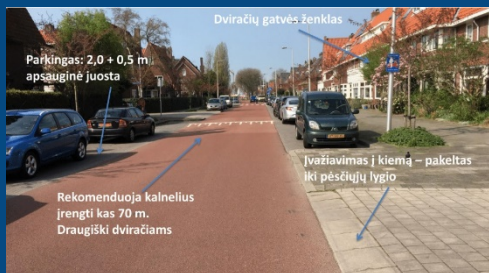 Dviračių gatvės ženklas
Parkingas: 2,0 + 0,5 m
apsauginė juosta
Įvažiavimas į kiemą – pakeltas
iki pėsčiųjų lygio
Rekomenduoja kalnelius
įrengti kas 70 m.
Draugiški dviračiams